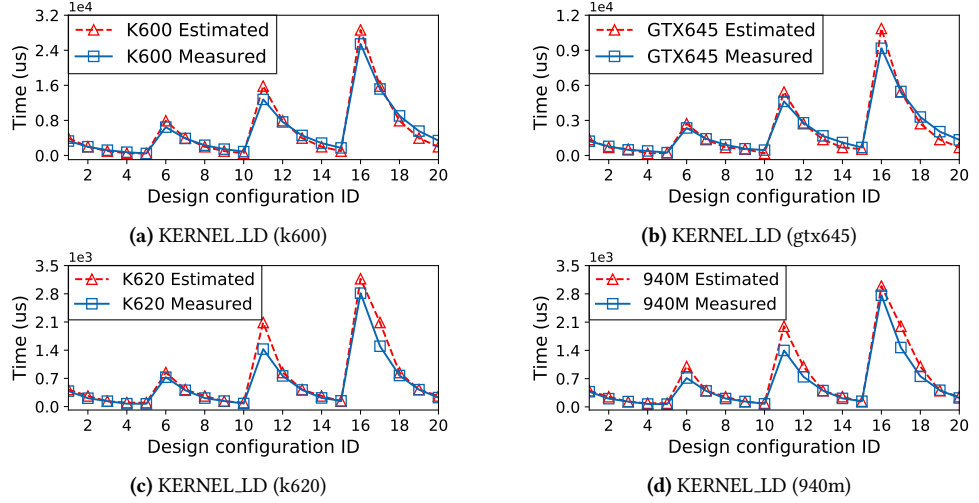 1e4
3.2
2.4
1.6
0.8
0.0
Time (us)
K600 Estimated
K600 Measured
2 4 6 8 10 12 14 16 18 20
Design configuration ID
(a) KERNEL_LD (k600)
1e4
1.2
0.9
0.6
0.3
0.0
Time (us)
GTX645 Estimated
GTX645 Measured
2 4 6 8 10 12 14 16 18 20
Design configuration ID
(b) KERNEL_LD (gtx645)
1e3
3.5
2.8
2.1
1.4
0.7
0.0
Time (us)
K620 Estimated
K620 Measured
2 4 6 8 10 12 14 16 18 20
Design configuration ID
(c) KERNEL_LD (k620)
1e3
3.5
2.8
2.1
1.4
0.7
0.0
Time (us)
940M Estimated
940M Measured
2 4 6 8 10 12 14 16 18 20
Design configuration ID
(d) KERNEL_LD (940m)